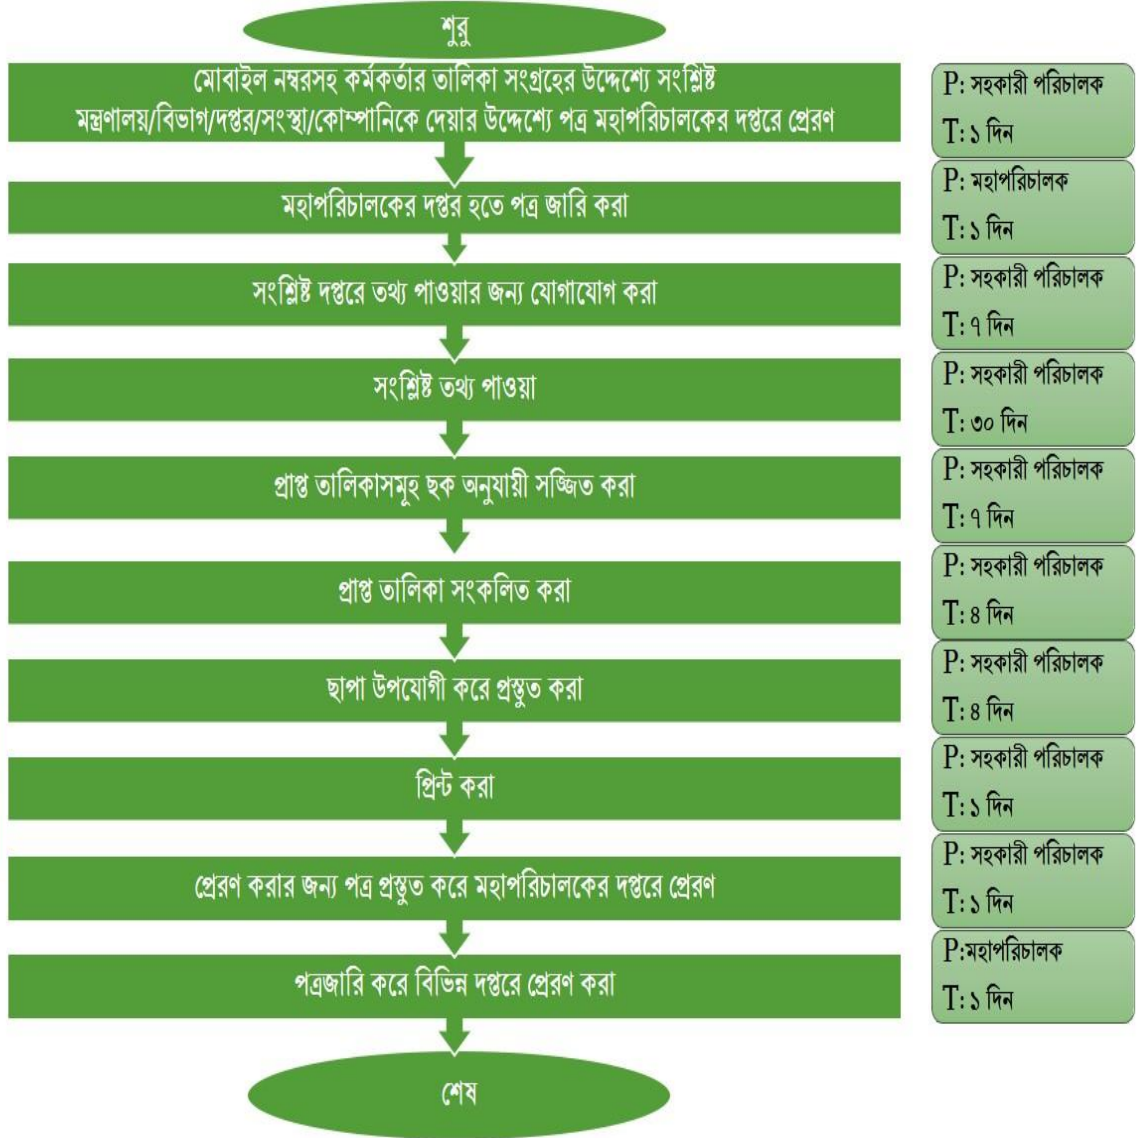 শুরু
মোবাইল নম্বরসহ কর্মকর্তার তালিকা সংগ্রহের উদ্দেশ্যে সংশ্লিষ্ট
মন্ত্রণালয়/বিভাগ/দপ্তর/সংস্থা/কোম্পানিকে দেয়ার উদ্দেশ্যে পত্র মহাপরিচালকের দপ্তরে প্রেরণ
P: সহকারী পরিচালক
T: ১ দিন
মহাপরিচালকের দপ্তর হতে পত্র জারি করা
P: মহাপরিচালক
T: ১ দিন
সংশ্লিষ্ট দপ্তরে তথ্য পাওয়ার জন্য যোগাযোগ করা
P: সহকারী পরিচালক
T: ৭ দিন
সংশ্লিষ্ট তথ্য পাওয়া
P: সহকারী পরিচালক
T: ৩০ দিন
প্রাপ্ত তালিকাসমূহ ছক অনুযায়ী সজ্জিত করা
P: সহকারী পরিচালক
T: ৭ দিন
প্রাপ্ত তালিকা সংকলিত করা
P: সহকারী পরিচালক
T: ৪ দিন
ছাপা উপযোগী করে প্রস্তুত করা
P: সহকারী পরিচালক
T: ৪ দিন
প্রিন্ট করা
P: সহকারী পরিচালক
T: ১ দিন
প্রেরণ করার জন্য পত্র প্রস্তুত করে মহাপরিচালকের দপ্তরে প্রেরণ
P: সহকারী পরিচালক
T: ১ দিন
পত্রজারি করে বিভিন্ন দপ্তরে প্রেরণ করা
P:মহাপরিচালক
T: ১ দিন
শেষ